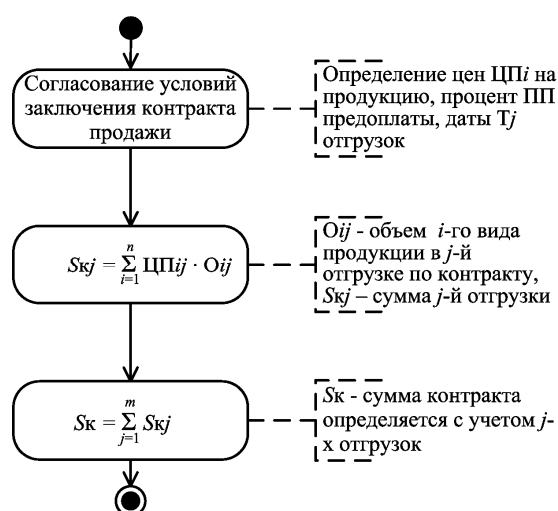 Согласование условий
заключения контракта
продажи
Определение цен ЦПi на
продукцию, процент ПП
предоплаты, даты Тj
отгрузок
Sкj = ∑ⁿᵢ₌₁ ЦПij · Оij
Оij - объем i-го вида
продукции в j-й
отгрузке по контракту,
Sкj – сумма j-й отгрузки
Sк = ∑ᵐⱼ₌₁ Sкj
Sк - сумма контракта
определяется с учетом j-
х отгрузок